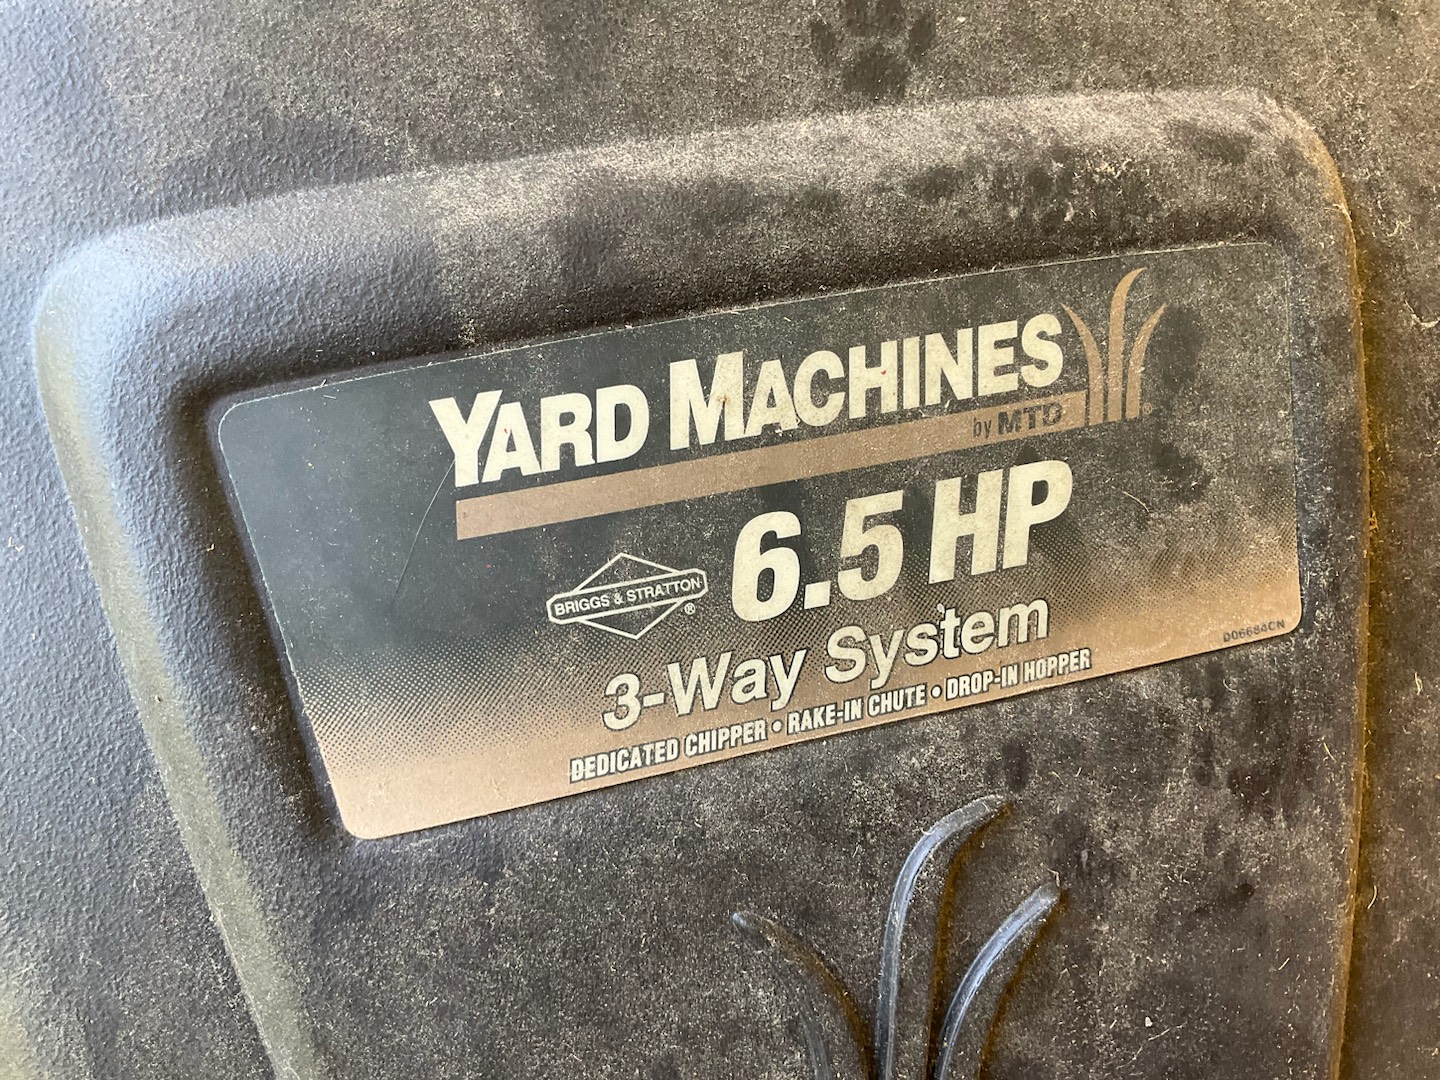 YARD MACHINES
by MTD®
6.5 HP
BRIGGS & STRATTON®
3-Way System
DEDICATED CHIPPER • RAKE-IN CHUTE • DROP-IN HOPPER
D06684CN